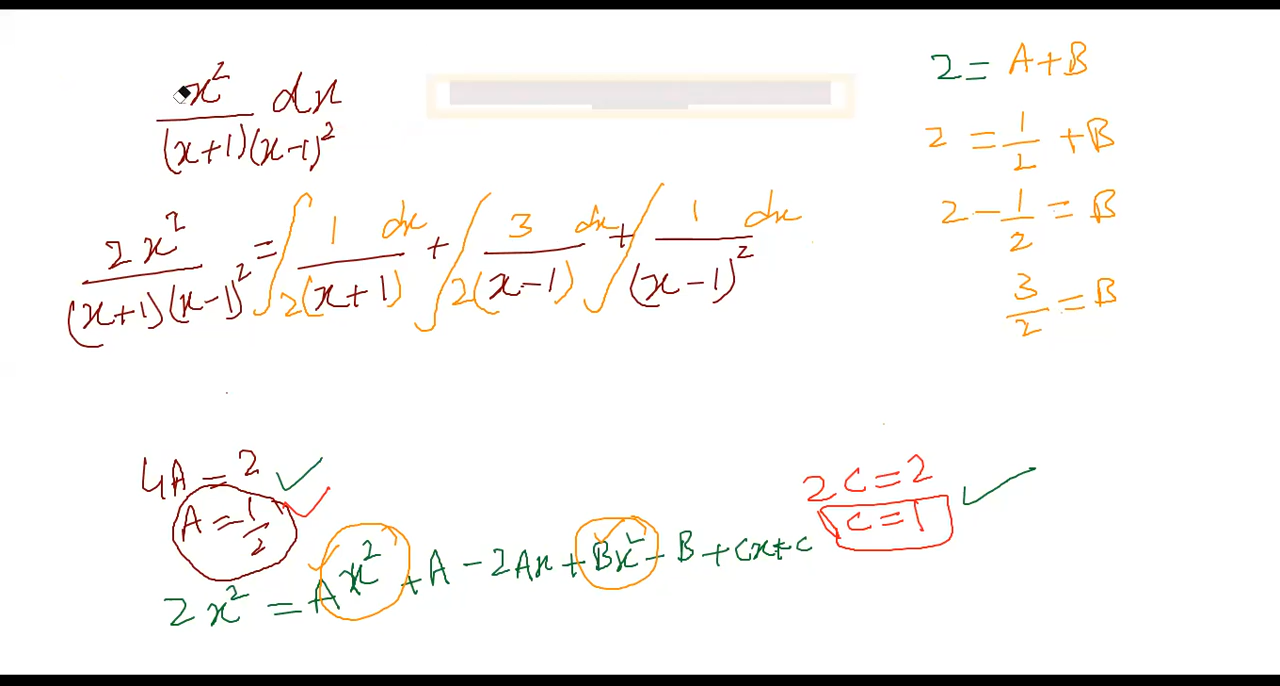 x² dx
(x+1)(x-1)²
2x² = ∫ 1 dx + ∫ 3 dx + ∫ 1 dx
(x+1)(x-1)² 2(x+1) 2(x-1) (x-1)²
2 = A+B
2 = 1/2 + B
2 - 1/2 = B
3/2 = B
4A = 2 ✓
A = 1/2 ✓
2C = 2
C = 1 ✓
2x² = Ax² + A - 2Ax + Bx² - B + Cx + C